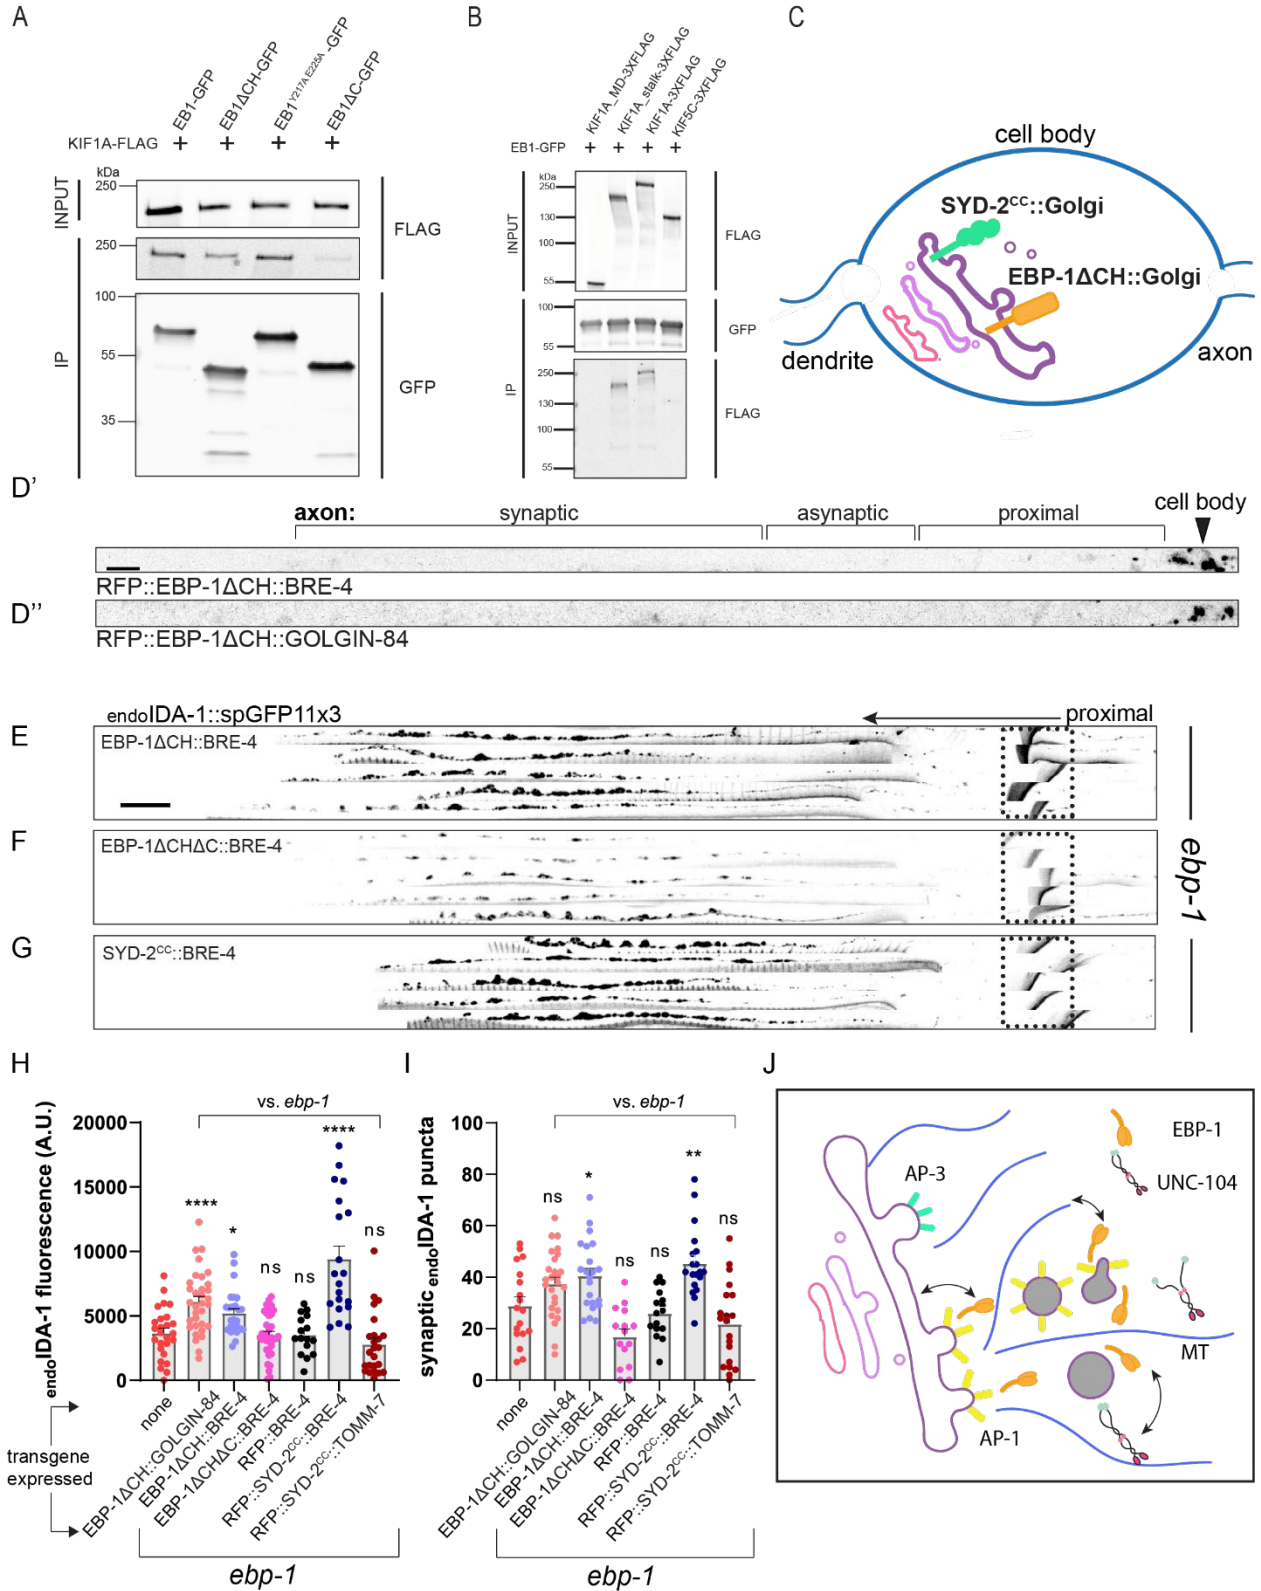 A
EB1-GFP
EB1ΔCH-GFP
EB1Y217A E225A -GFP
EB1ΔC-GFP
KIF1A-FLAG + + + +
kDa
INPUT
250
FLAG
250
IP
100
55
35
GFP
B
KIF1A_MD-3XFLAG
KIF1A_stalk-3XFLAG
KIF1A-3XFLAG
KIF5C-3XFLAG
EB1-GFP + + + +
kDa
INPUT
250
130
100
55
FLAG
100
55
GFP
IP
250
130
100
55
FLAG
C
cell body
SYD-2CC::Golgi
EBP-1ΔCH::Golgi
dendrite
axon
D’
axon:
synaptic
asynaptic
proximal
cell body
RFP::EBP-1ΔCH::BRE-4
D”
RFP::EBP-1ΔCH::GOLGIN-84
endoIDA-1::spGFP11x3
proximal
E
EBP-1ΔCH::BRE-4
F
EBP-1ΔCHΔC::BRE-4
G
SYD-2CC::BRE-4
ebp-1
H
endoIDA-1 fluorescence (A.U.)
vs. ebp-1
20000
15000
10000
5000
0
****
*
ns
ns
****
ns
transgene
expressed
none
EBP-1ΔCH::GOLGIN-84
EBP-1ΔCH::BRE-4
EBP-1ΔCHΔC::BRE-4
RFP::BRE-4
RFP::SYD-2CC::BRE-4
RFP::SYD-2CC::TOMM-7
ebp-1
I
synaptic endoIDA-1 puncta
vs. ebp-1
100
80
60
40
20
0
ns
*
ns
ns
**
ns
none
EBP-1ΔCH::GOLGIN-84
EBP-1ΔCH::BRE-4
EBP-1ΔCHΔC::BRE-4
RFP::BRE-4
RFP::SYD-2CC::BRE-4
RFP::SYD-2CC::TOMM-7
ebp-1
J
EBP-1
UNC-104
AP-3
MT
AP-1